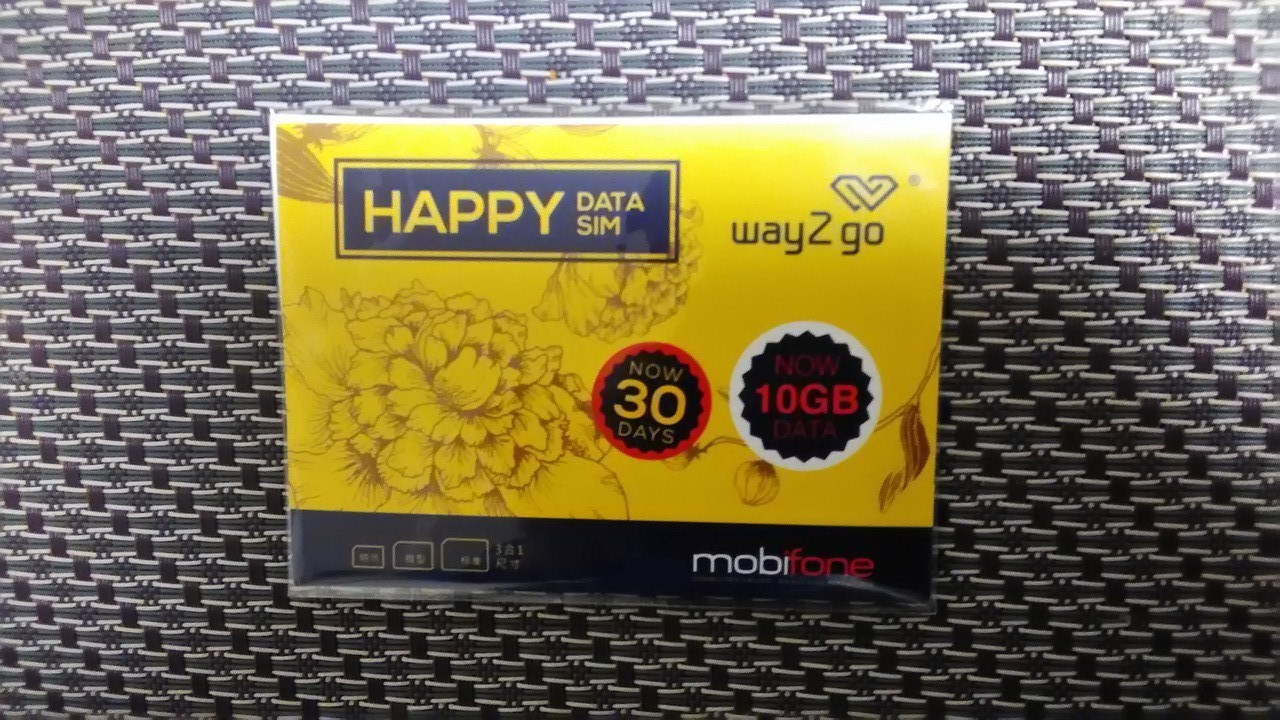 HAPPY DATA SIM
way2go
NOW
30
DAYS
NOW
10GB
DATA
3合1
尺寸
mobifone